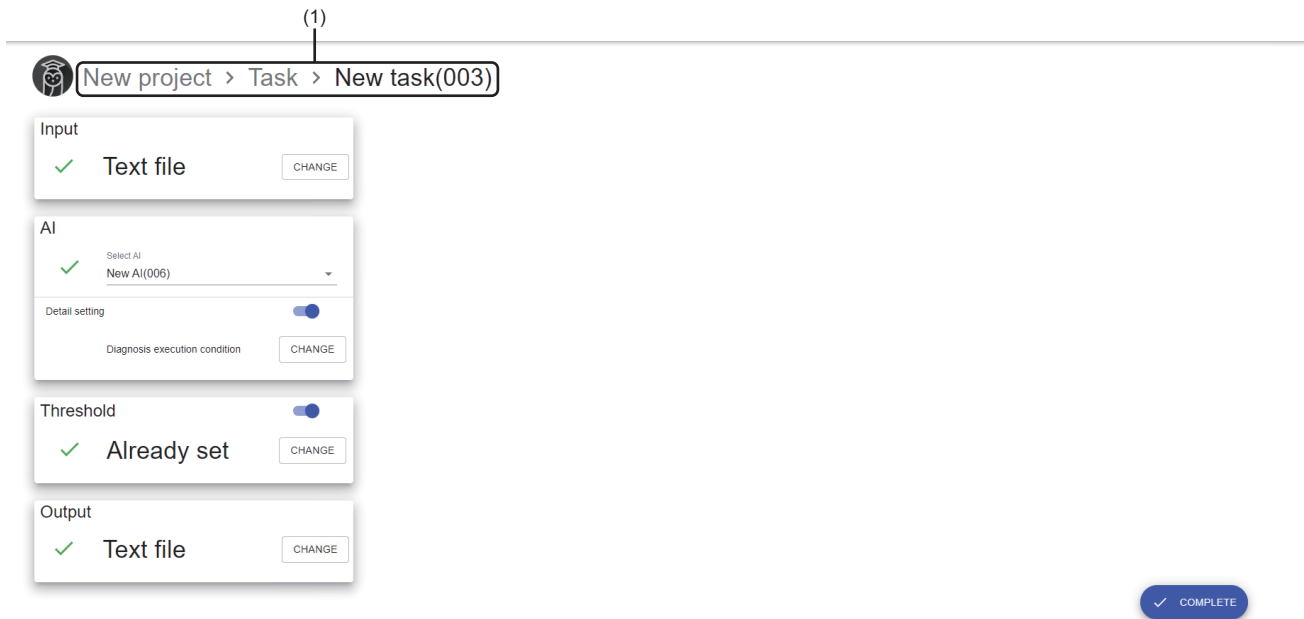 (1)
New project > Task > New task(003)
Input
Text file CHANGE
AI
Select AI
New AI(006)
Detail setting
Diagnosis execution condition CHANGE
Threshold
Already set CHANGE
Output
Text file CHANGE
COMPLETE